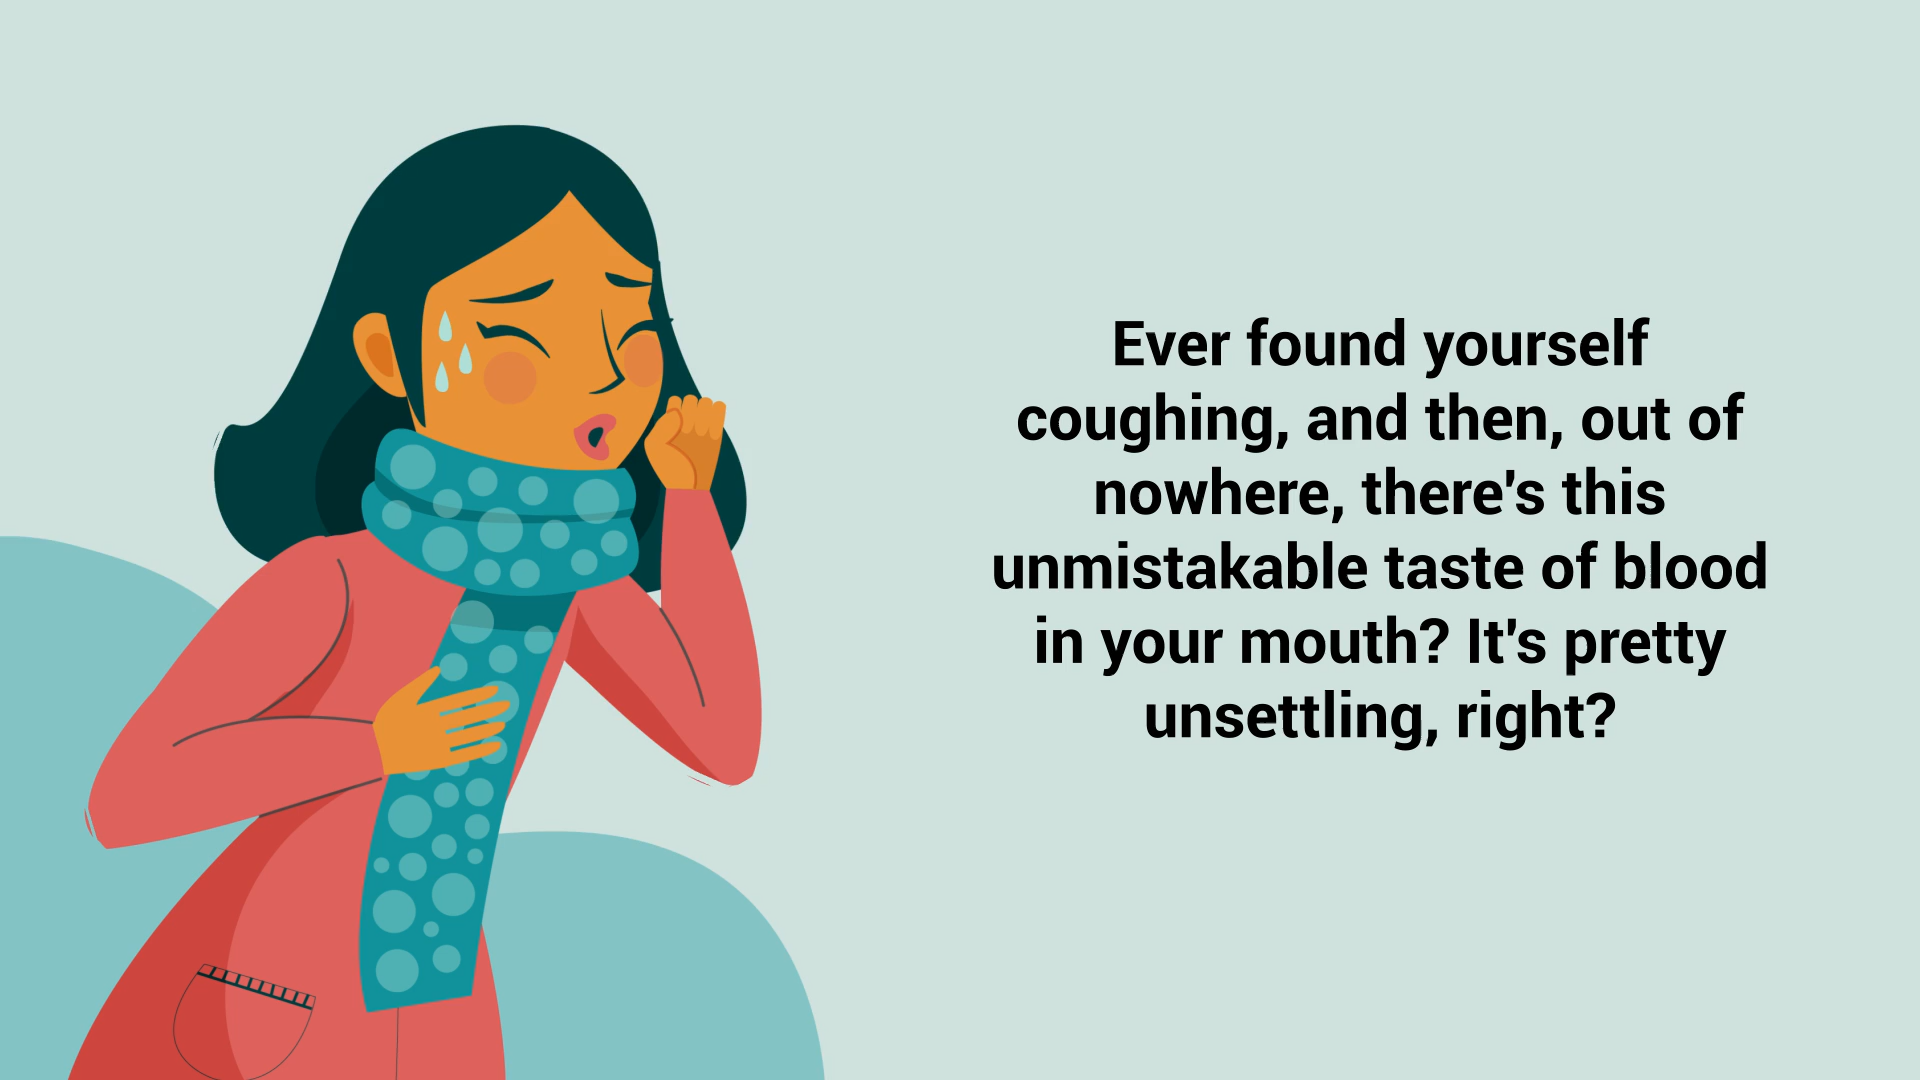 Ever found yourself
coughing, and then, out of
nowhere, there's this
unmistakable taste of blood
in your mouth? It's pretty
unsettling, right?